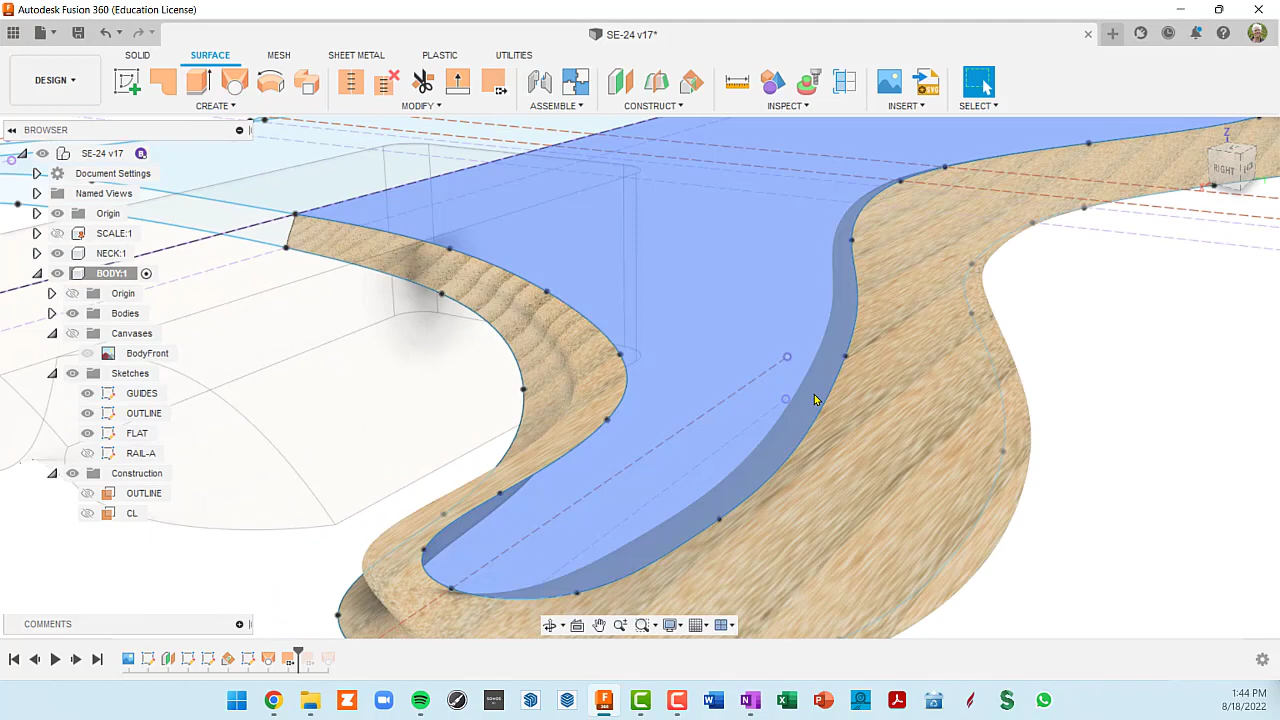 Autodesk Fusion 360 (Education License)
SE-24 v17*
SOLID SURFACE MESH SHEET METAL PLASTIC UTILITIES
DESIGN
CREATE MODIFY ASSEMBLE CONSTRUCT INSPECT INSERT SELECT
BROWSER
SE-24 v17
Document Settings
Named Views
Origin
SCALE:1
NECK:1
BODY:1
Origin
Bodies
Canvases
BodyFront
Sketches
GUIDES
OUTLINE
FLAT
RAIL-A
Construction
OUTLINE
CL
Z
RIGHT
COMMENTS
1:44 PM
8/18/2022